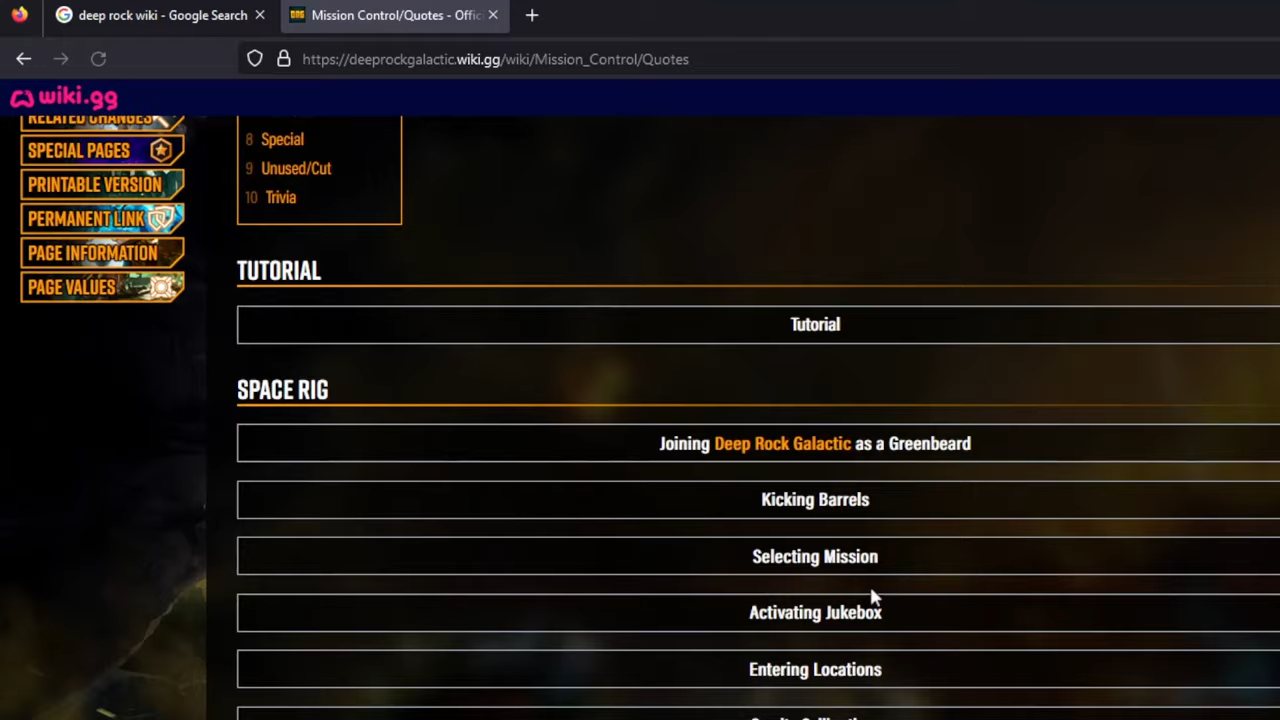 deep rock wiki - Google Search
Mission Control/Quotes - Offic
https://deeprockgalactic.wiki.gg/wiki/Mission_Control/Quotes
wiki.gg
RELATED CHANGES
SPECIAL PAGES
PRINTABLE VERSION
PERMANENT LINK
PAGE INFORMATION
PAGE VALUES
8 Special
9 Unused/Cut
10 Trivia
TUTORIAL
Tutorial
SPACE RIG
Joining Deep Rock Galactic as a Greenbeard
Kicking Barrels
Selecting Mission
Activating Jukebox
Entering Locations